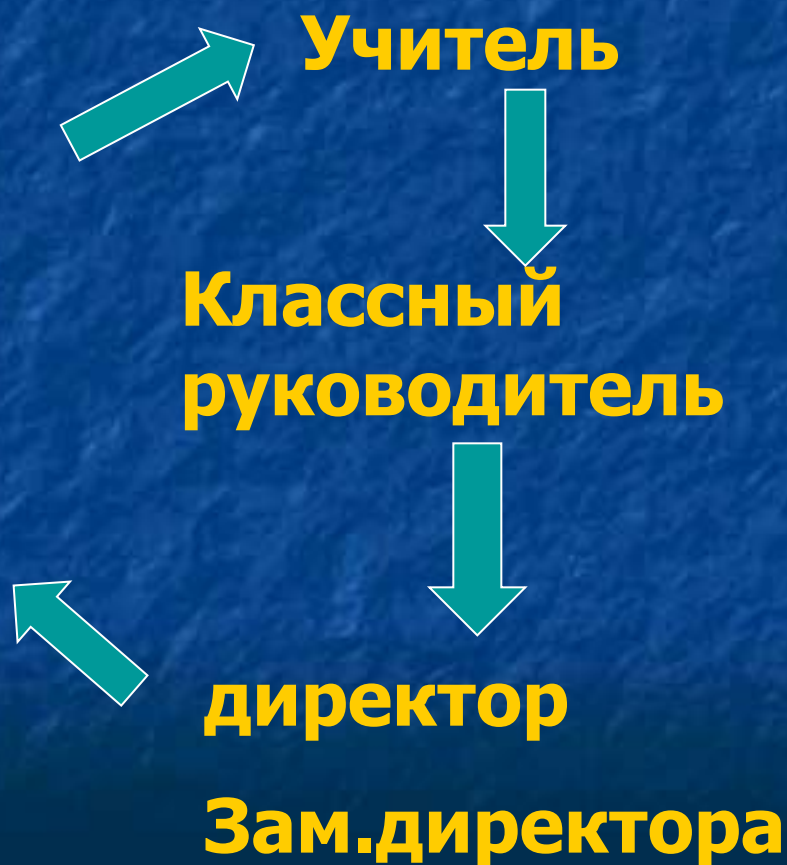 Учитель
Классный
руководитель
директор
Зам.директора